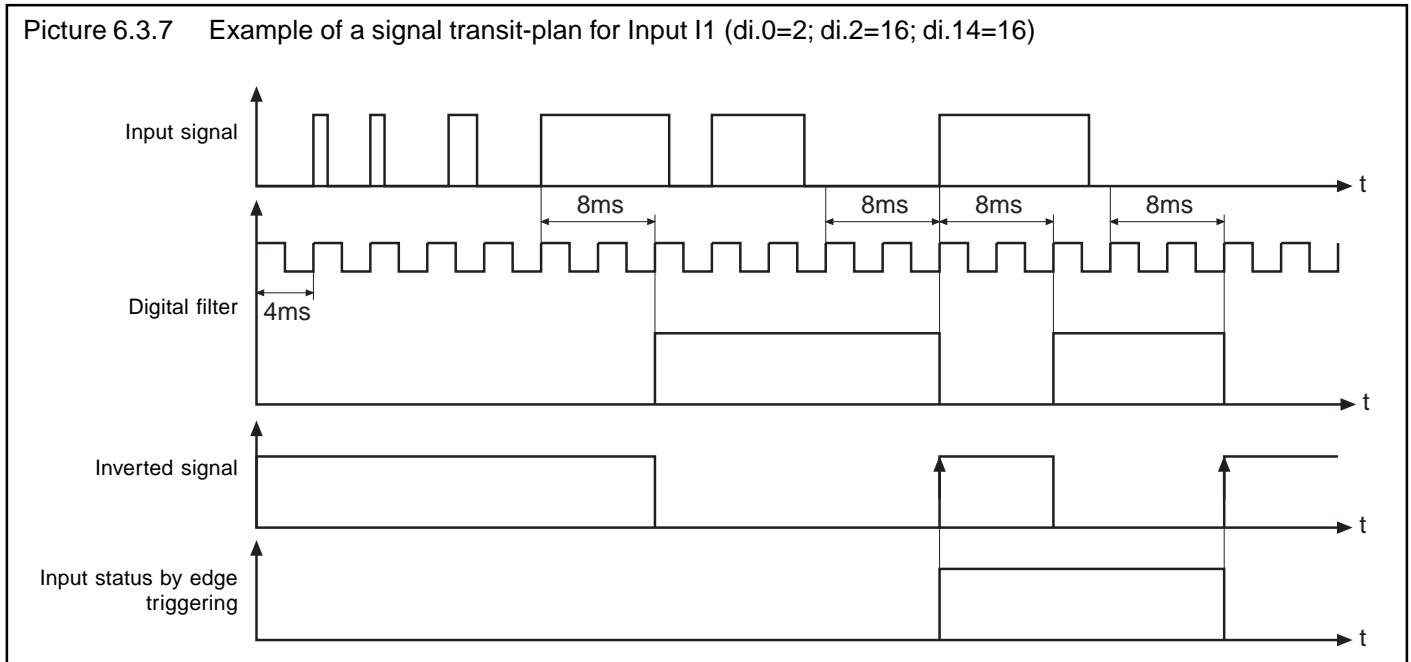 Picture 6.3.7 Example of a signal transit-plan for Input I1 (di.0=2; di.2=16; di.14=16)
Input signal
t
8ms 8ms 8ms 8ms
Digital filter
4ms
t
Inverted signal
t
Input status by edge
triggering
t